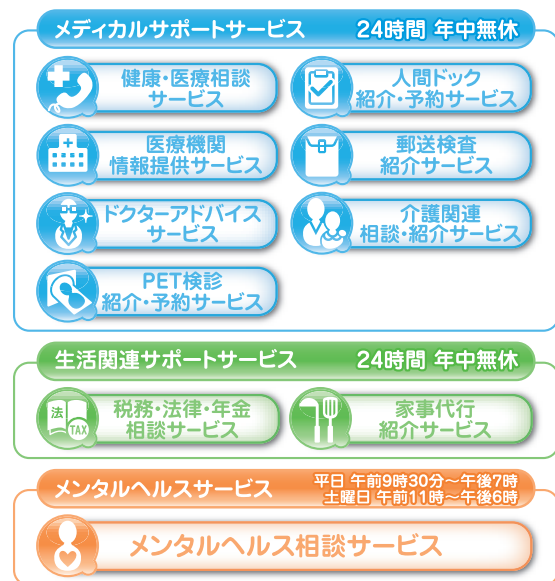 メディカルサポートサービス 24時間 年中無休
健康・医療相談
サービス
人間ドック
紹介・予約サービス
医療機関
情報提供サービス
郵送検査
紹介サービス
ドクターアドバイス
サービス
介護関連
相談・紹介サービス
PET検診
紹介・予約サービス
生活関連サポートサービス 24時間 年中無休
法
TAX
税務・法律・年金
相談サービス
家事代行
紹介サービス
メンタルヘルスサービス
平日 午前9時30分~午後7時
土曜日 午前11時~午後6時
メンタルヘルス相談サービス